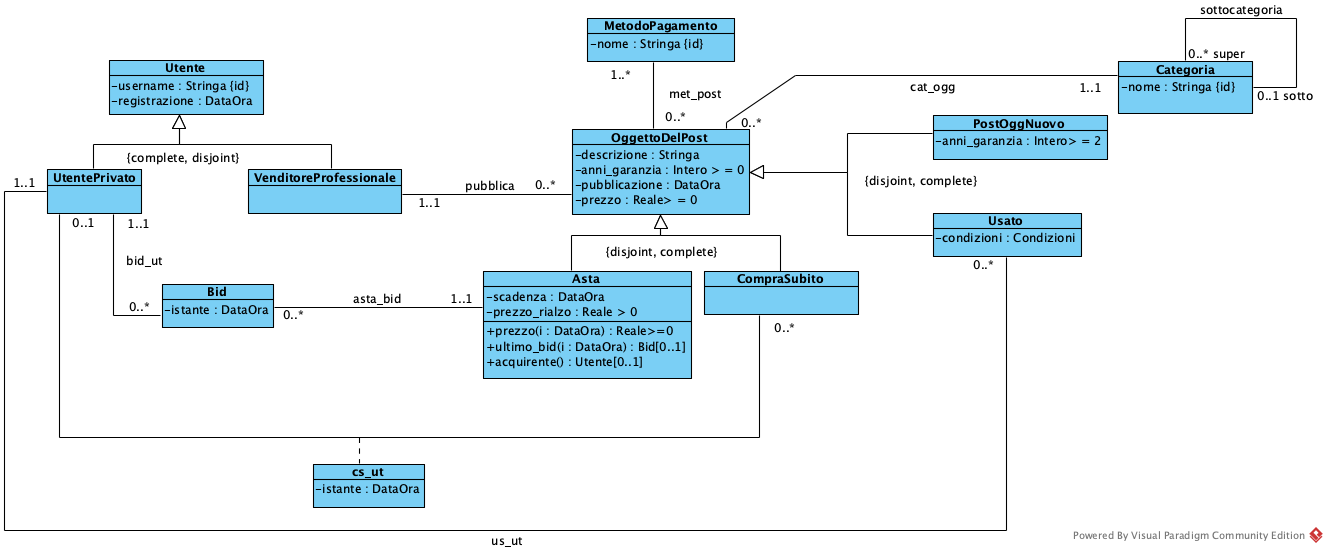 sottocategoria
MetodoPagamento
-nome : Stringa {id}
0..* super
Utente
-username : Stringa {id}
-registrazione : DataOra
1..*
Categoria
-nome : Stringa {id}
0..1 sotto
met_post
cat_ogg
1..1
0..*
0..*
PostOggNuovo
-anni_garanzia : Intero> = 2
OggettoDelPost
-descrizione : Stringa
-anni_garanzia : Intero > = 0
-pubblicazione : DataOra
-prezzo : Reale> = 0
{complete, disjoint}
UtentePrivato
VenditoreProfessionale
1..1
pubblica
0..*
1..1
{disjoint, complete}
Usato
-condizioni : Condizioni
0..*
0..1
1..1
{disjoint, complete}
bid_ut
Bid
-istante : DataOra
0..*
0..*
asta_bid
1..1
Asta
-scadenza : DataOra
-prezzo_rialzo : Reale > 0
+prezzo(i : DataOra) : Reale>=0
+ultimo_bid(i : DataOra) : Bid[0..1]
+acquirente() : Utente[0..1]
CompraSubito
0..*
cs_ut
-istante : DataOra
us_ut
Powered By Visual Paradigm Community Edition